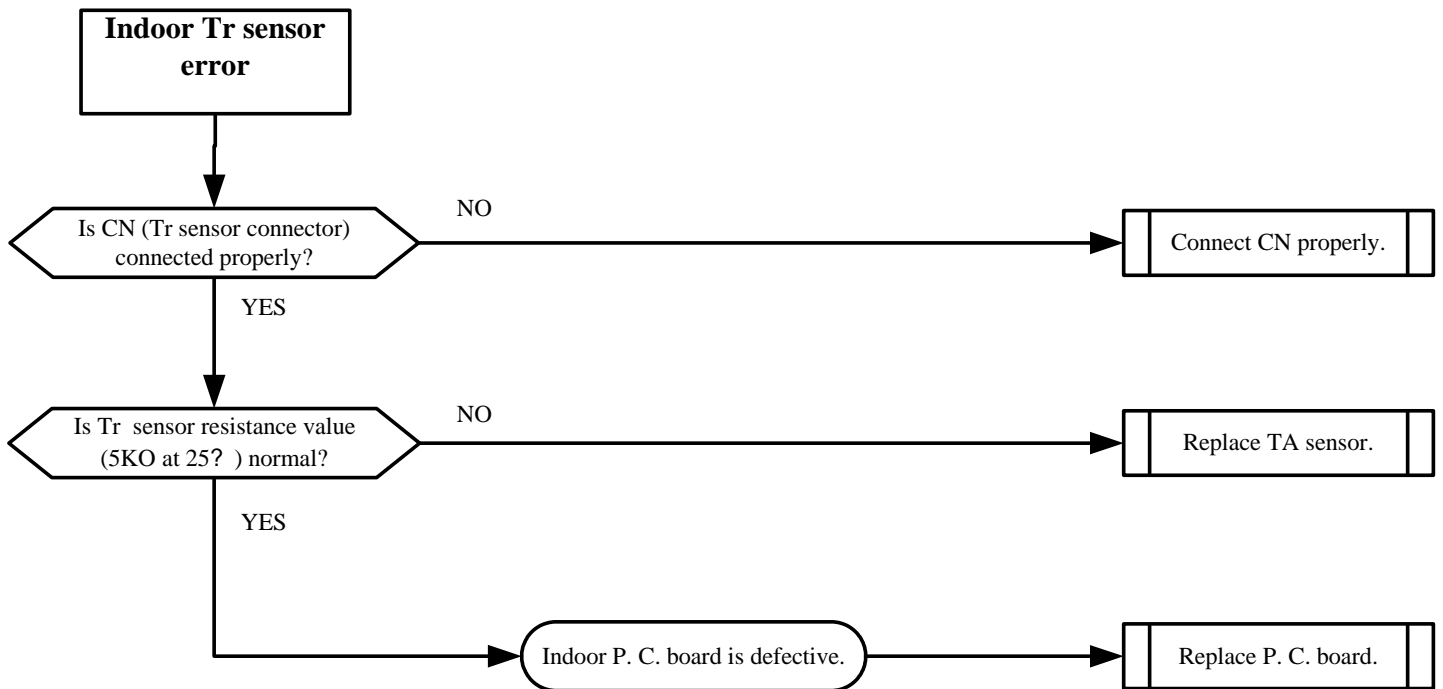 Indoor Tr sensor
error
Is CN (Tr sensor connector)
connected properly?
NO
Connect CN properly.
YES
Is Tr sensor resistance value
(5KO at 25? ) normal?
NO
Replace TA sensor.
YES
Indoor P. C. board is defective.
Replace P. C. board.